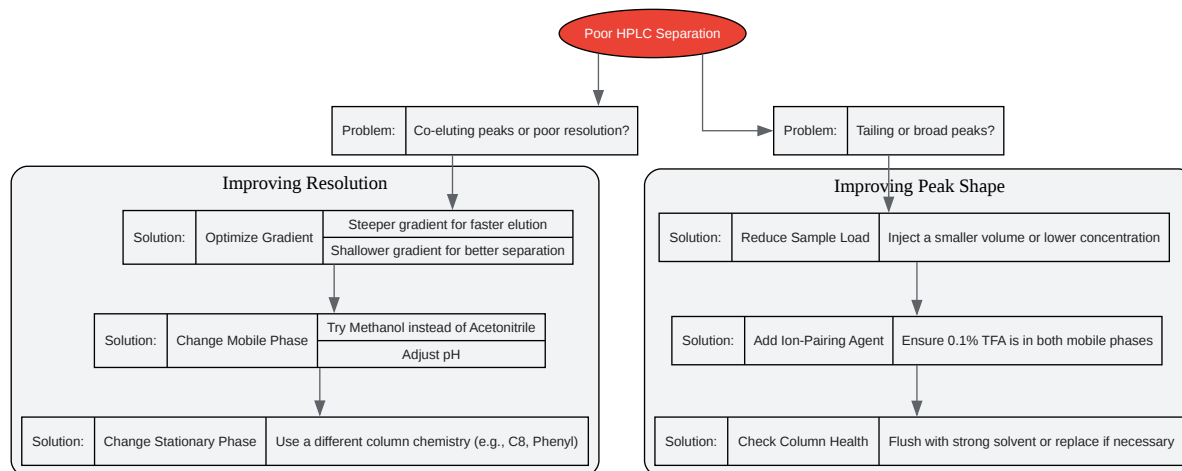 Poor HPLC Separation
Problem: Co-eluting peaks or poor resolution?
Problem: Tailing or broad peaks?
Improving Resolution
Solution: Optimize Gradient
Steeper gradient for faster elution
Shallower gradient for better separation
Solution: Change Mobile Phase
Try Methanol instead of Acetonitrile
Adjust pH
Solution: Change Stationary Phase Use a different column chemistry (e.g., C8, Phenyl)
Improving Peak Shape
Solution: Reduce Sample Load Inject a smaller volume or lower concentration
Solution: Add Ion-Pairing Agent Ensure 0.1% TFA is in both mobile phases
Solution: Check Column Health Flush with strong solvent or replace if necessary